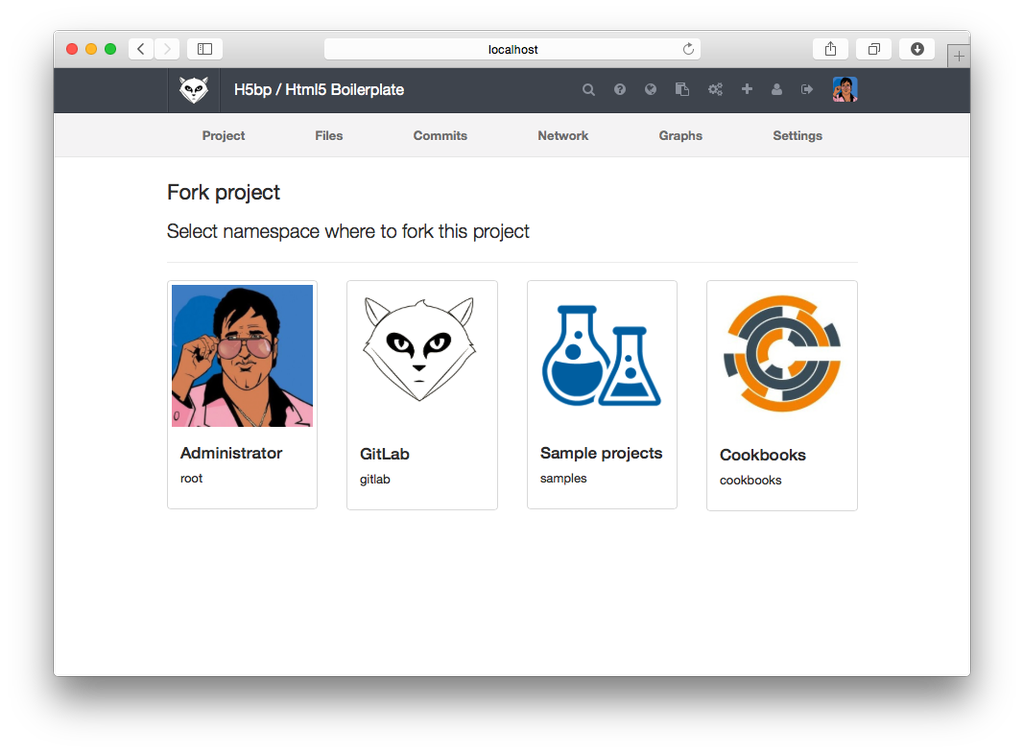 localhost
H5bp / Html5 Boilerplate
Project Files Commits Network Graphs Settings
Fork project
Select namespace where to fork this project
Administrator
root
GitLab
gitlab
Sample projects
samples
Cookbooks
cookbooks